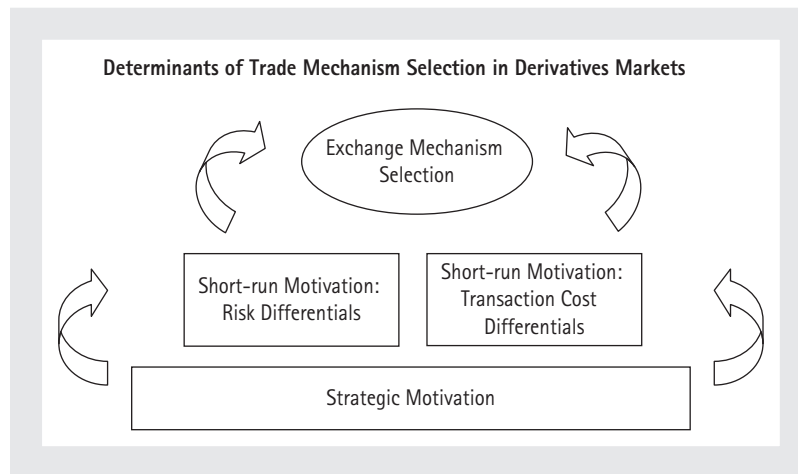 Determinants of Trade Mechanism Selection in Derivatives Markets
Exchange Mechanism
Selection
Short-run Motivation:
Risk Differentials
Short-run Motivation:
Transaction Cost
Differentials
Strategic Motivation